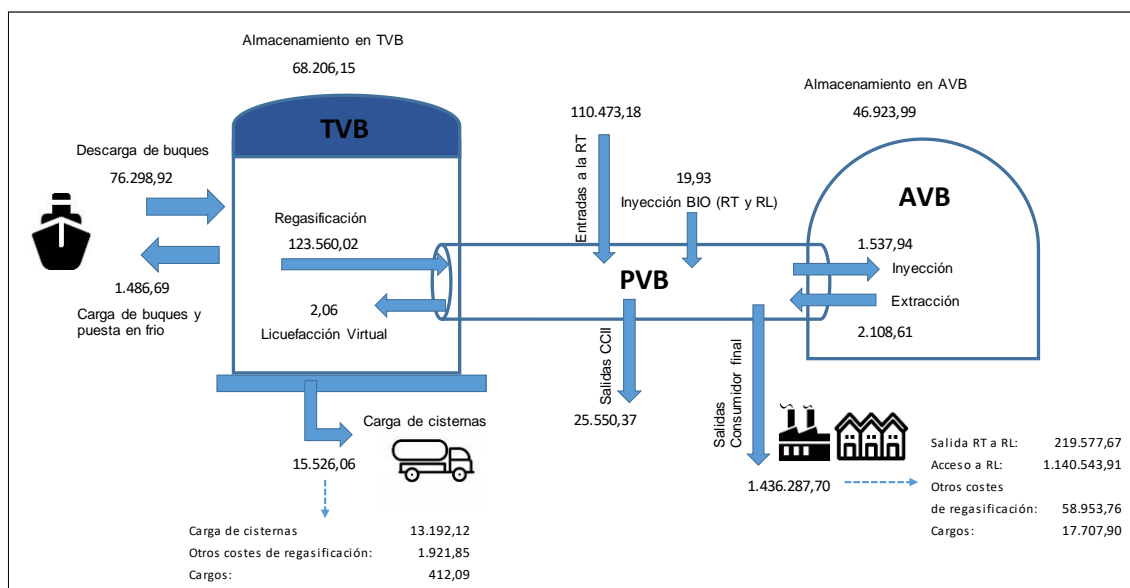 Almacenamiento en TVB
68.206,15
TVB
Descarga de buques
76.298,92
1.486,69
Carga de buques y
puesta en frio
Regasificación
123.560,02
2,06
Licuefacción Virtual
Carga de cisternas
15.526,06
Carga de cisternas 13.192,12
Otros costes de regasificación: 1.921,85
Cargos: 412,09
110.473,18
Entradas a la RT
19,93
Inyección BIO (RT y RL)
PVB
Salidas CCII
25.550,37
Salidas
Consumidor final
1.436.287,70
Almacenamiento en AVB
46.923,99
AVB
1.537,94
Inyección
Extracción
2.108,61
Salida RT a RL: 219.577,67
Acceso a RL: 1.140.543,91
Otros costes
de regasificación: 58.953,76
Cargos: 17.707,90